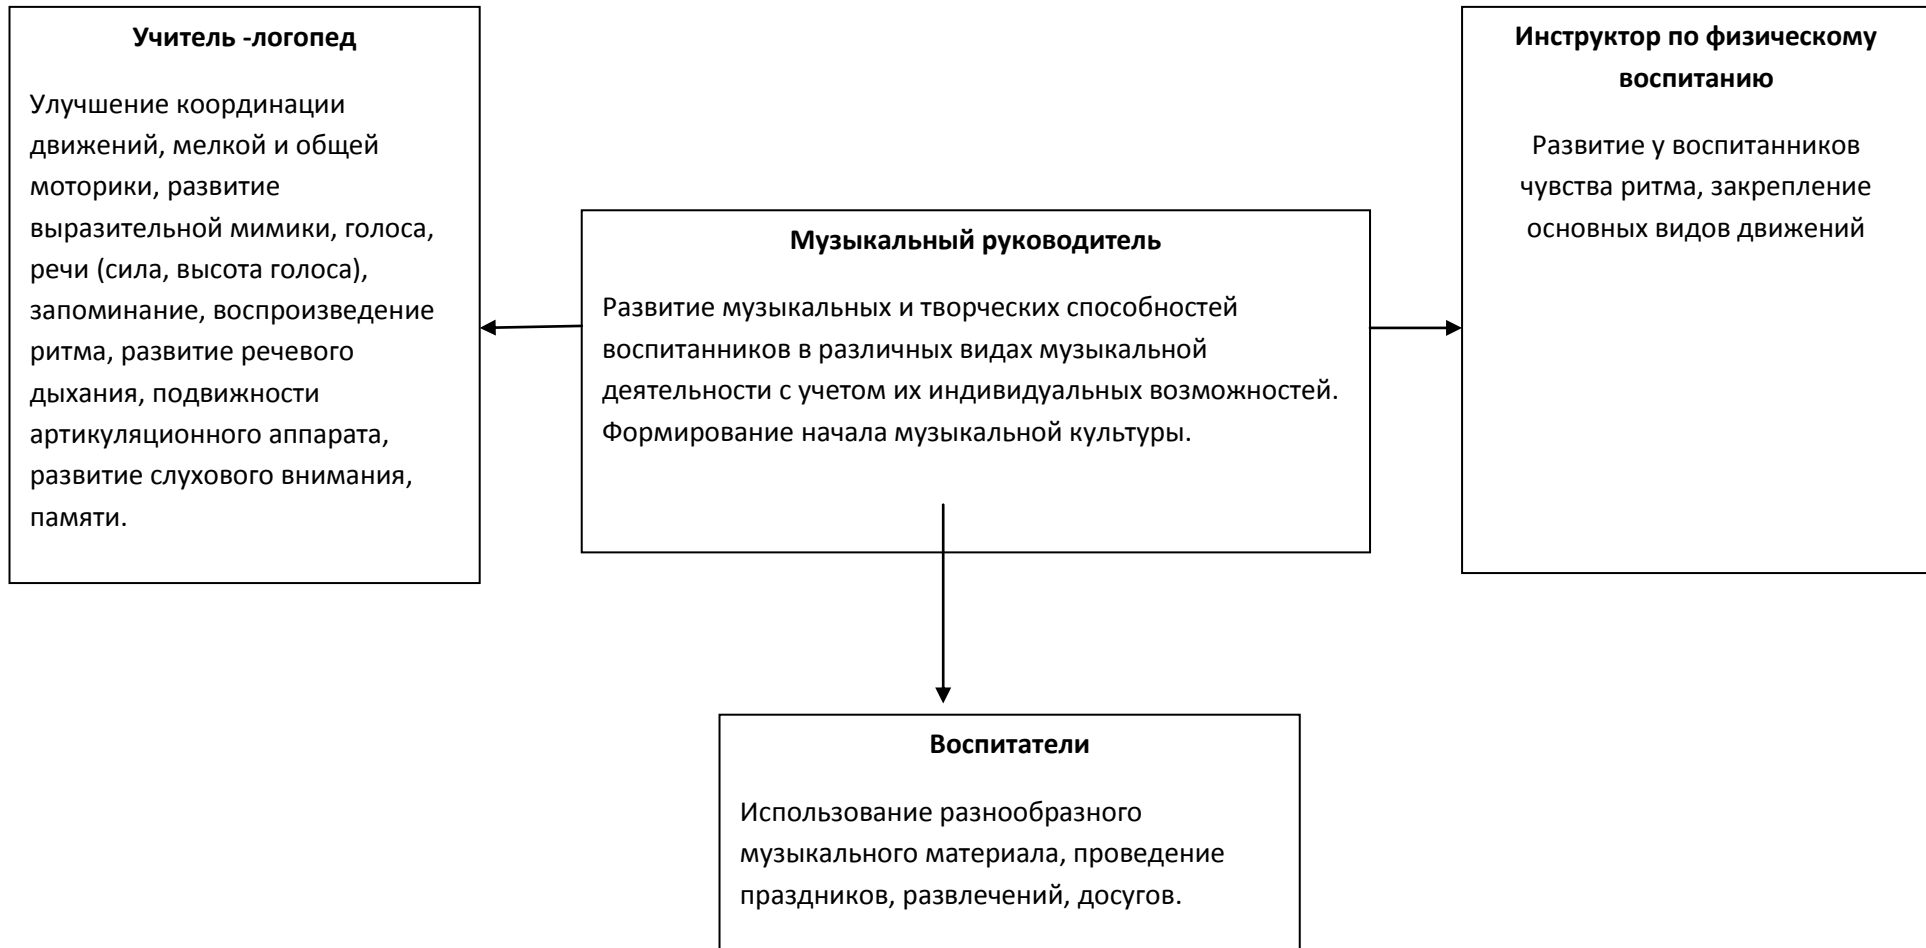 Учитель -логопед
Улучшение координации
движений, мелкой и общей
моторики, развитие
выразительной мимики, голоса,
речи (сила, высота голоса),
запоминание, воспроизведение
ритма, развитие речевого
дыхания, подвижности
артикуляционного аппарата,
развитие слухового внимания,
памяти.
Музыкальный руководитель
Развитие музыкальных и творческих способностей
воспитанников в различных видах музыкальной
деятельности с учетом их индивидуальных возможностей.
Формирование начала музыкальной культуры.
Инструктор по физическому
воспитанию
Развитие у воспитанников
чувства ритма, закрепление
основных видов движений
Воспитатели
Использование разнообразного
музыкального материала, проведение
праздников, развлечений, досугов.